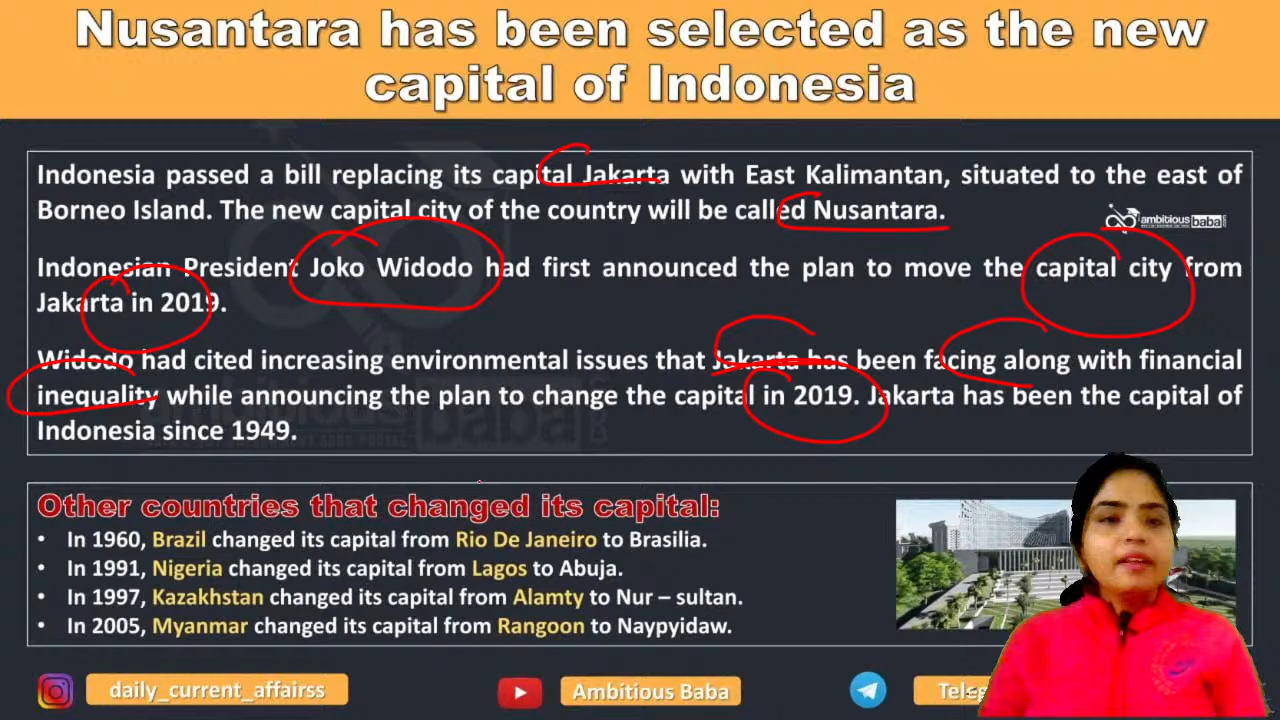 Nusantara has been selected as the new
capital of Indonesia
Indonesia passed a bill replacing its capital Jakarta with East Kalimantan, situated to the east of
Borneo Island. The new capital city of the country will be called Nusantara.
ambitiousbaba
Indonesian President Joko Widodo had first announced the plan to move the capital city from
Jakarta in 2019.
Widodo had cited increasing environmental issues that Jakarta has been facing along with financial
inequality while announcing the plan to change the capital in 2019. Jakarta has been the capital of
Indonesia since 1949.
Other countries that changed its capital:
• In 1960, Brazil changed its capital from Rio De Janeiro to Brasilia.
• In 1991, Nigeria changed its capital from Lagos to Abuja.
• In 1997, Kazakhstan changed its capital from Alamty to Nur – sultan.
• In 2005, Myanmar changed its capital from Rangoon to Naypyidaw.
daily_current_affairss
Ambitious Baba